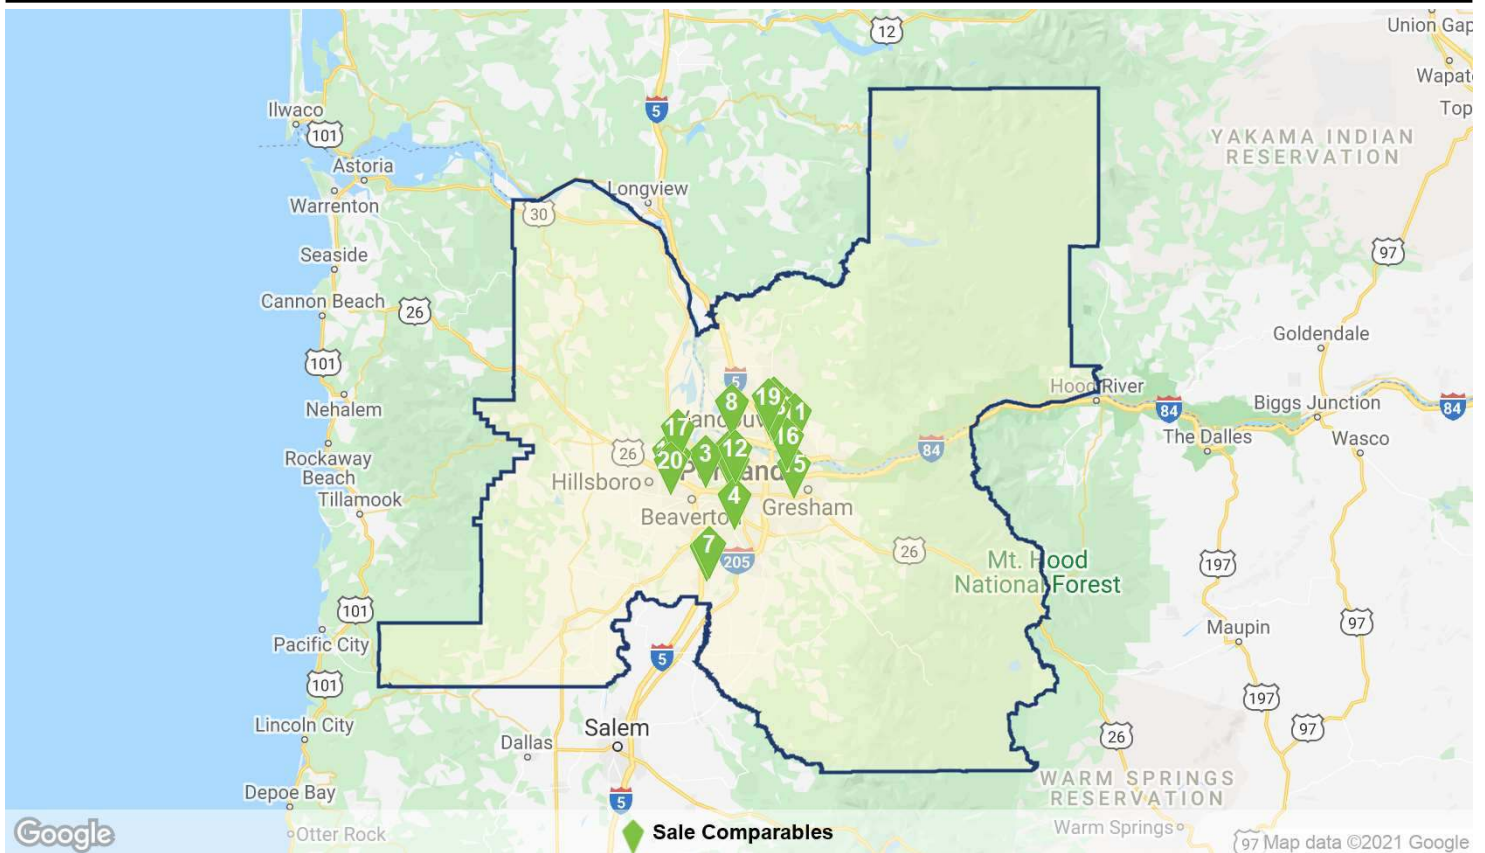 12
Union Gap
Wapat
Top
5
Ilwaco
101
YAKAMA INDIAN
RESERVATION
Astoria
Longview
Warrenton
30
Seaside
97
Cannon Beach
26
Goldendale
101
5
Hood River
Nehalem
19
8
1
84
Biggs Junction
84
17
Vancouv
16
The Dalles
Wasco
26
12
84
Rockaway
Beach
20
3
Portland
5
Hillsboro
Tillamook
4
Gresham
Beaverton
7
205
26
Mt. Hood
National Forest
197
101
97
Maupin
Pacific City
5
101
197
Lincoln City
Salem
97
Dallas
26
WARM SPRINGS
RESERVATION
Depoe Bay
5
Google
Otter Rock
Sale Comparables
Warm Springs
97
Map data ©2021 Google